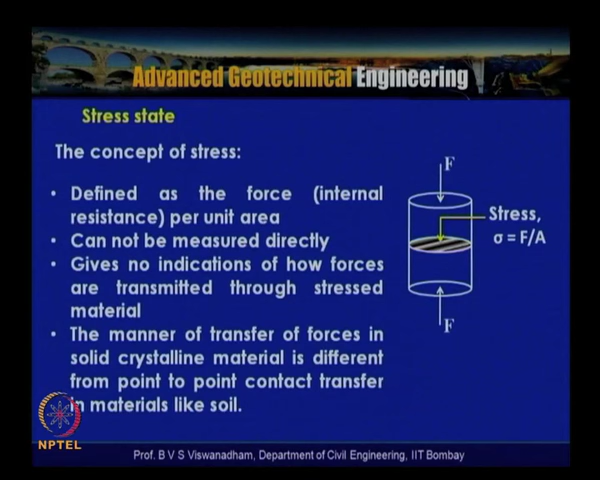 Advanced Geotechnical Engineering
Stress state
The concept of stress:
• Defined as the force (internal
resistance) per unit area
• Can not be measured directly
• Gives no indications of how forces
are transmitted through stressed
material
• The manner of transfer of forces in
solid crystalline material is different
from point to point contact transfer
in materials like soil.
F
Stress,
σ = F/A
F
NPTEL
Prof. B V S Viswanadham, Department of Civil Engineering, IIT Bombay